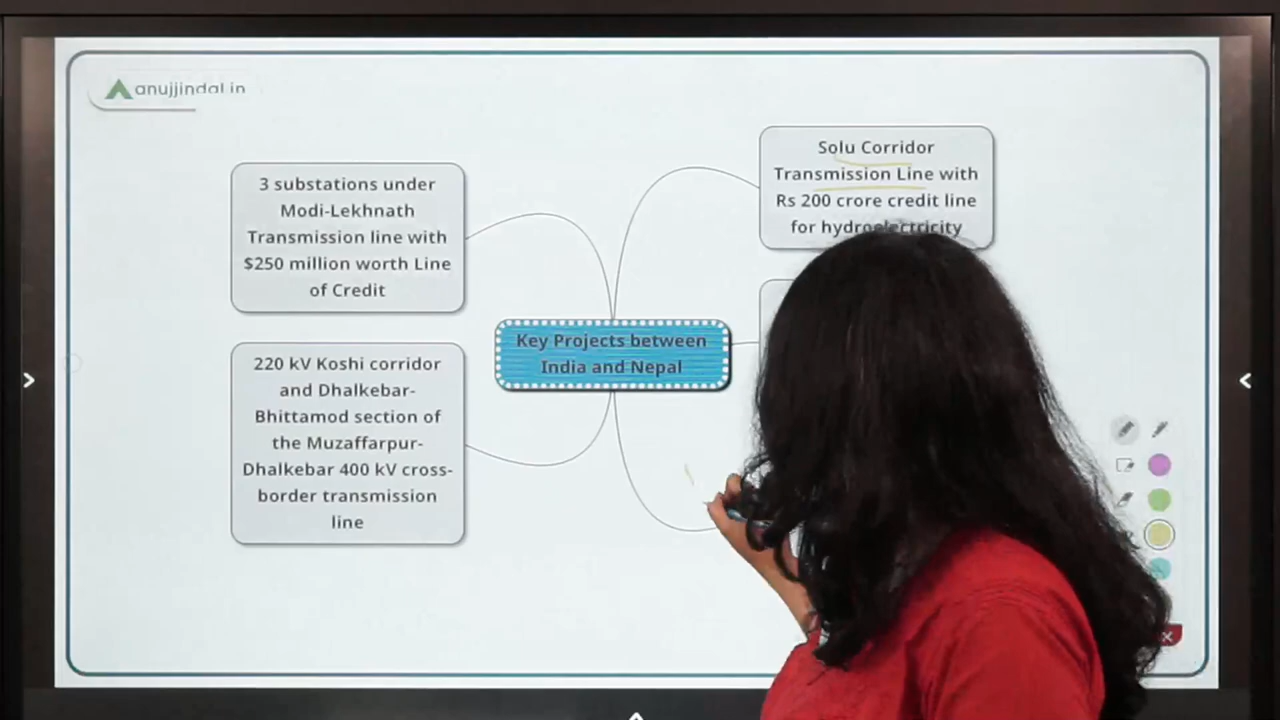 anujjindal.in
3 substations under
Modi-Lekhnath
Transmission line with
$250 million worth Line
of Credit
220 kV Koshi corridor
and Dhalkebar-
Bhittamod section of
the Muzaffarpur-
Dhalkebar 400 kV cross-
border transmission
line
Key Projects between
India and Nepal
Solu Corridor
Transmission Line with
Rs 200 crore credit line
for hydroelectricity